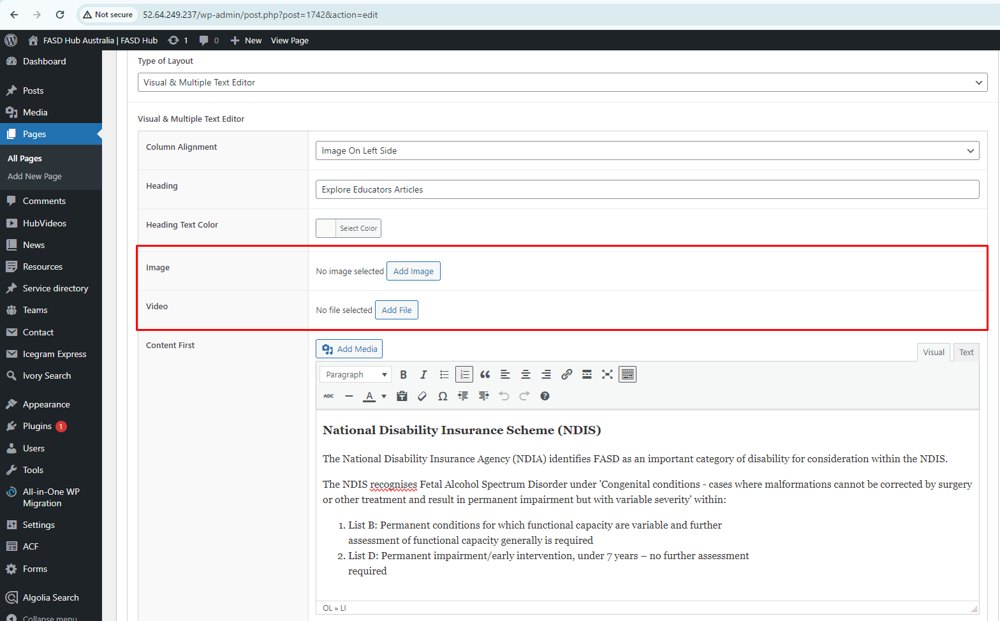 Not secure 52.64.249.237/wp-admin/post.php?post=1742&action=edit
FASD Hub Australia | FASD Hub 1 0 New View Page
Dashboard
Posts
Media
Pages
All Pages
Add New Page
Comments
HubVideos
News
Resources
Service directory
Teams
Contact
Icegram Express
Ivory Search
Appearance
Plugins 1
Users
Tools
All-in-One WP
Migration
Settings
ACF
Forms
Algolia Search
Collapse menu
Type of Layout
Visual & Multiple Text Editor
Visual & Multiple Text Editor
Column Alignment
Image On Left Side
Heading
Explore Educators Articles
Heading Text Color
Select Color
Image
No image selected Add Image
Video
No file selected Add File
Content First
Add Media
Visual Text
Paragraph B I
ABC A
National Disability Insurance Scheme (NDIS)
The National Disability Insurance Agency (NDIA) identifies FASD as an important category of disability for consideration within the NDIS.
The NDIS recognises Fetal Alcohol Spectrum Disorder under 'Congenital conditions - cases where malformations cannot be corrected by surgery
or other treatment and result in permanent impairment but with variable severity' within:
1. List B: Permanent conditions for which functional capacity are variable and further
assessment of functional capacity generally is required
2. List D: Permanent impairment/early intervention, under 7 years – no further assessment
required
OL » LI